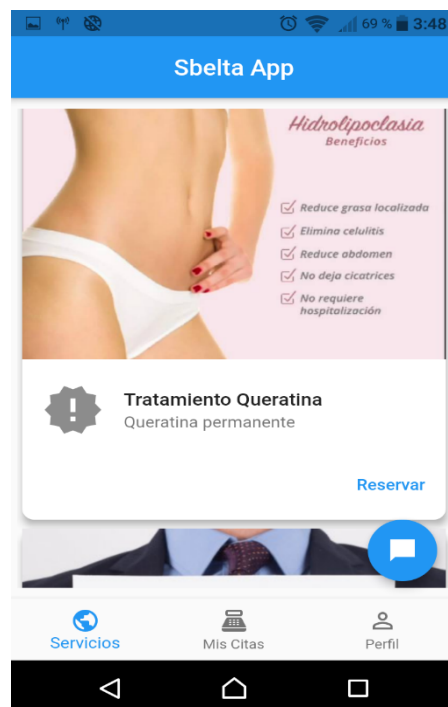 69 % 3:48
Sbelta App
Hidrolipoclasia
Beneficios
Reduce grasa localizada
Elimina celulitis
Reduce abdomen
No deja cicatrices
No requiere
hospitalización
Tratamiento Queratina
Queratina permanente
Reservar
Servicios
Mis Citas
Perfil